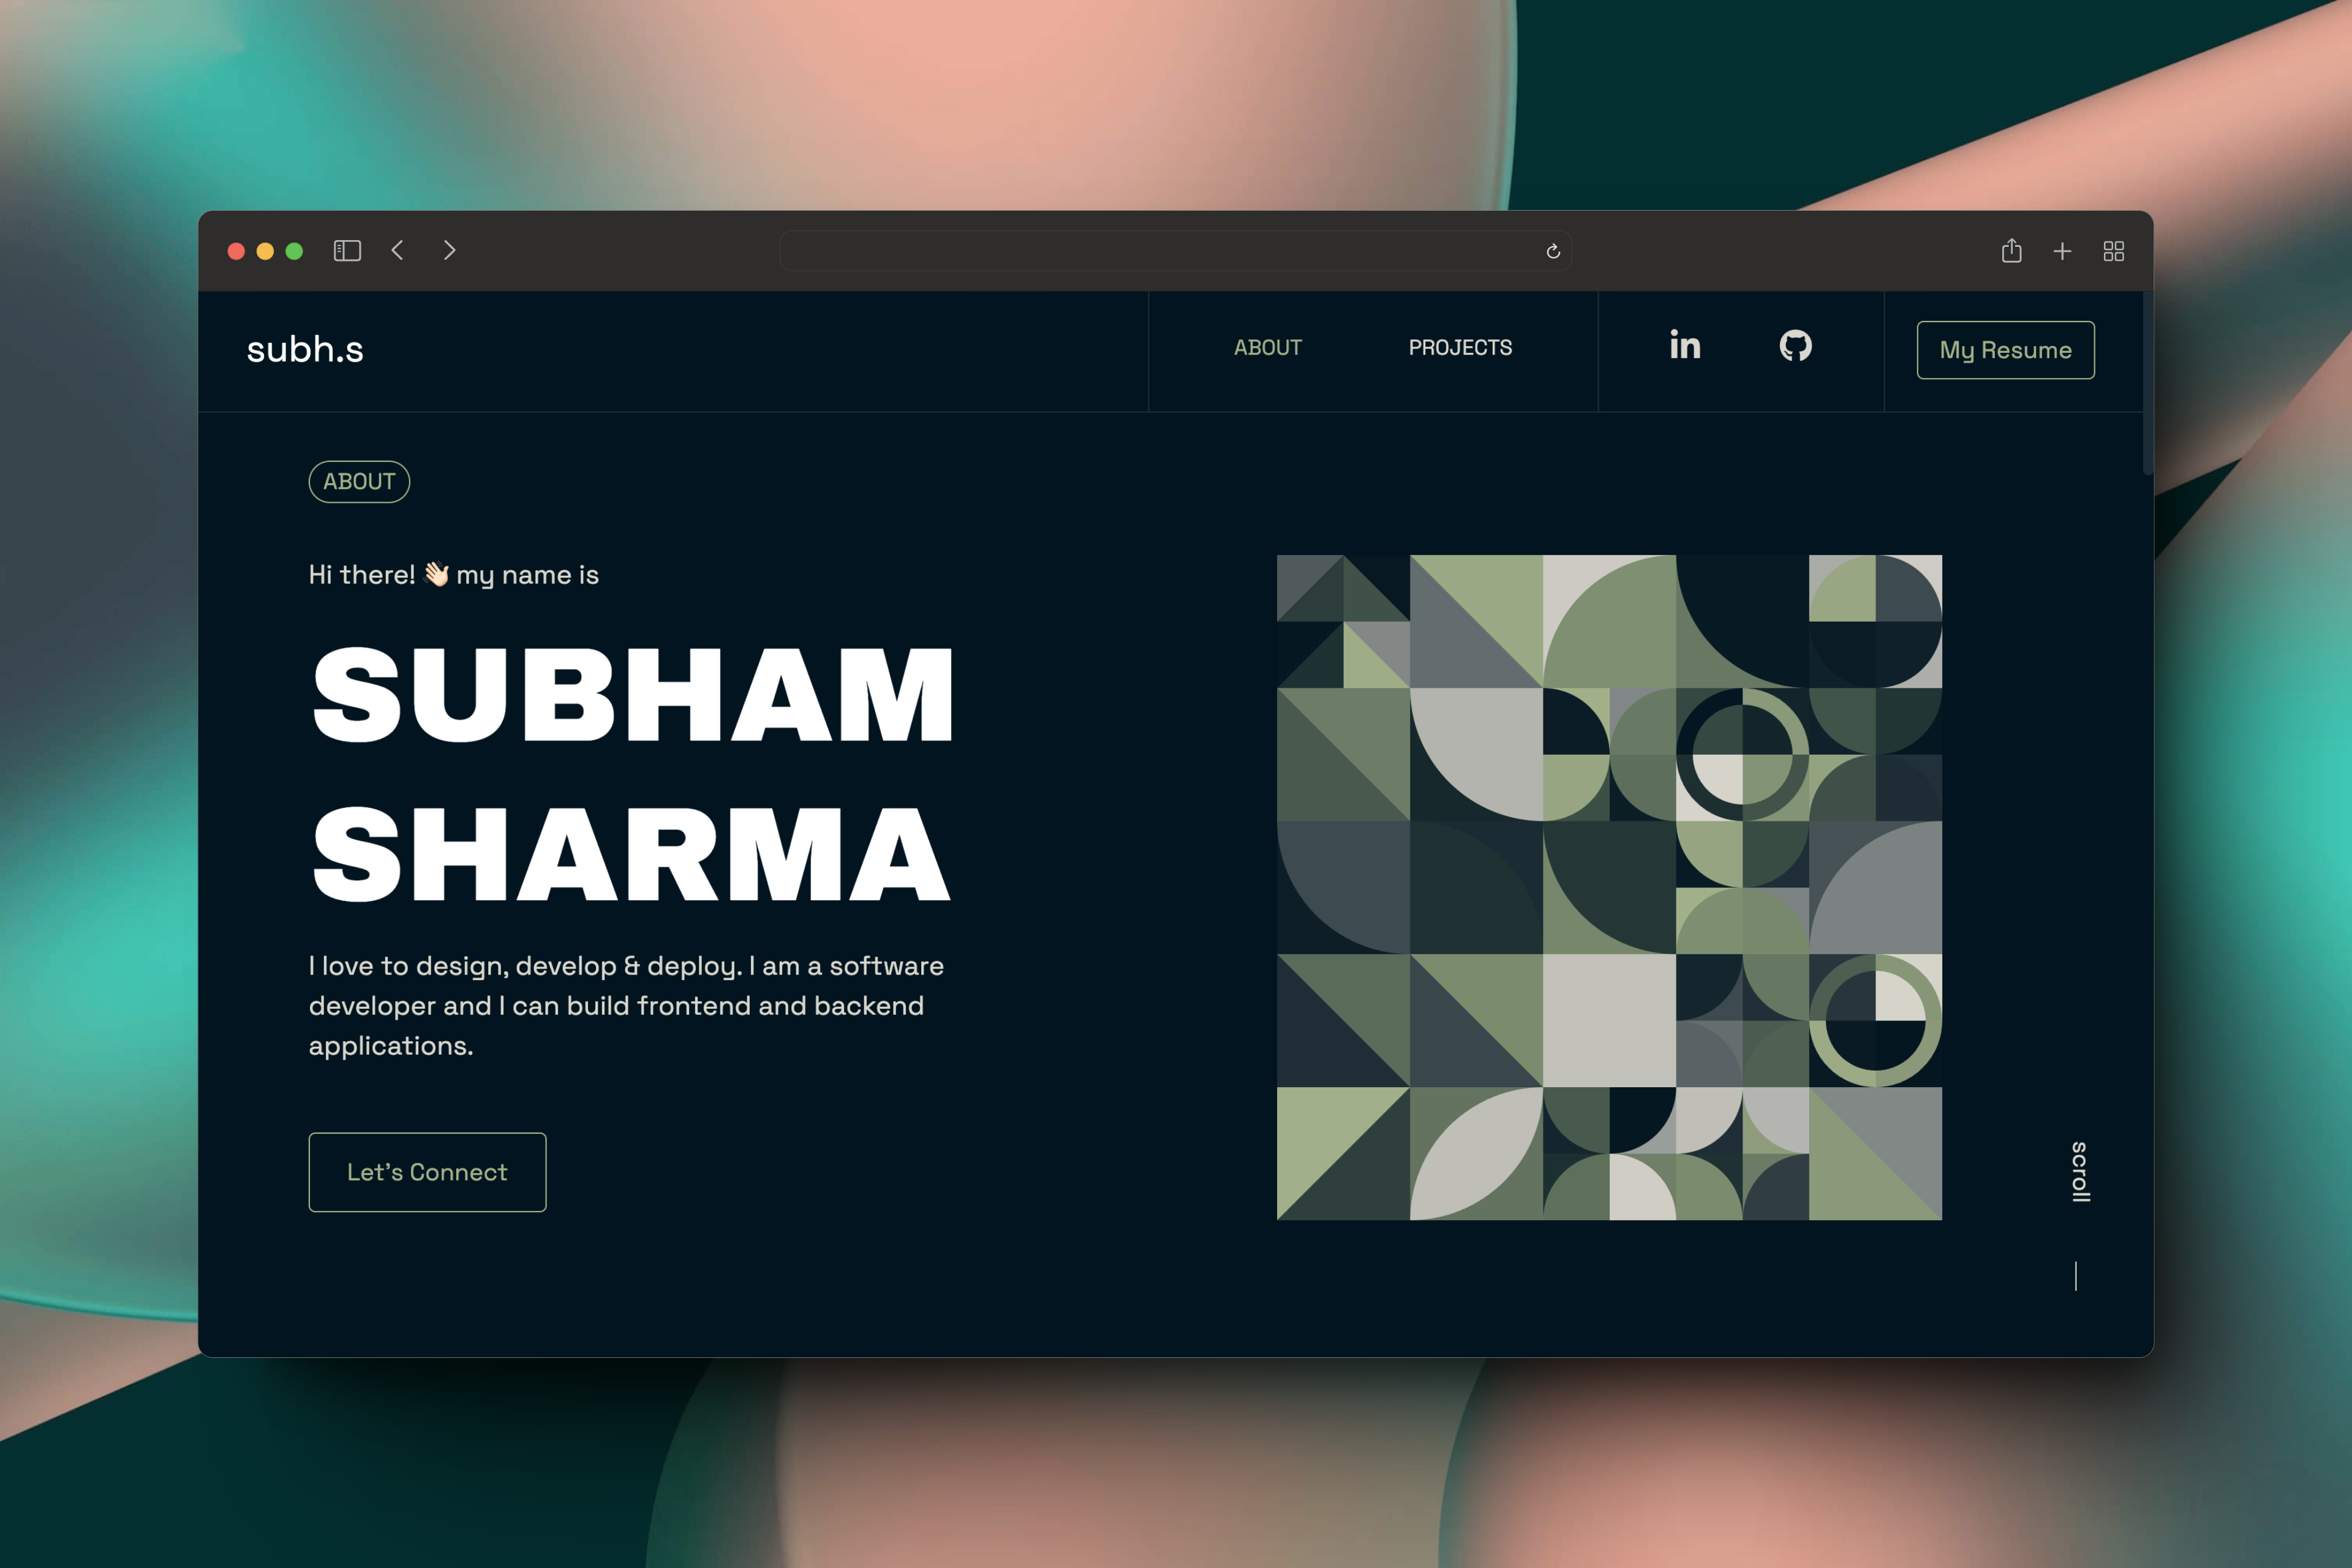 subh.s
ABOUT
PROJECTS
in
My Resume
ABOUT
Hi there! 👋🏻 my name is
SUBHAM
SHARMA
I love to design, develop & deploy. I am a software
developer and I can build frontend and backend
applications.
Let's Connect
scroll